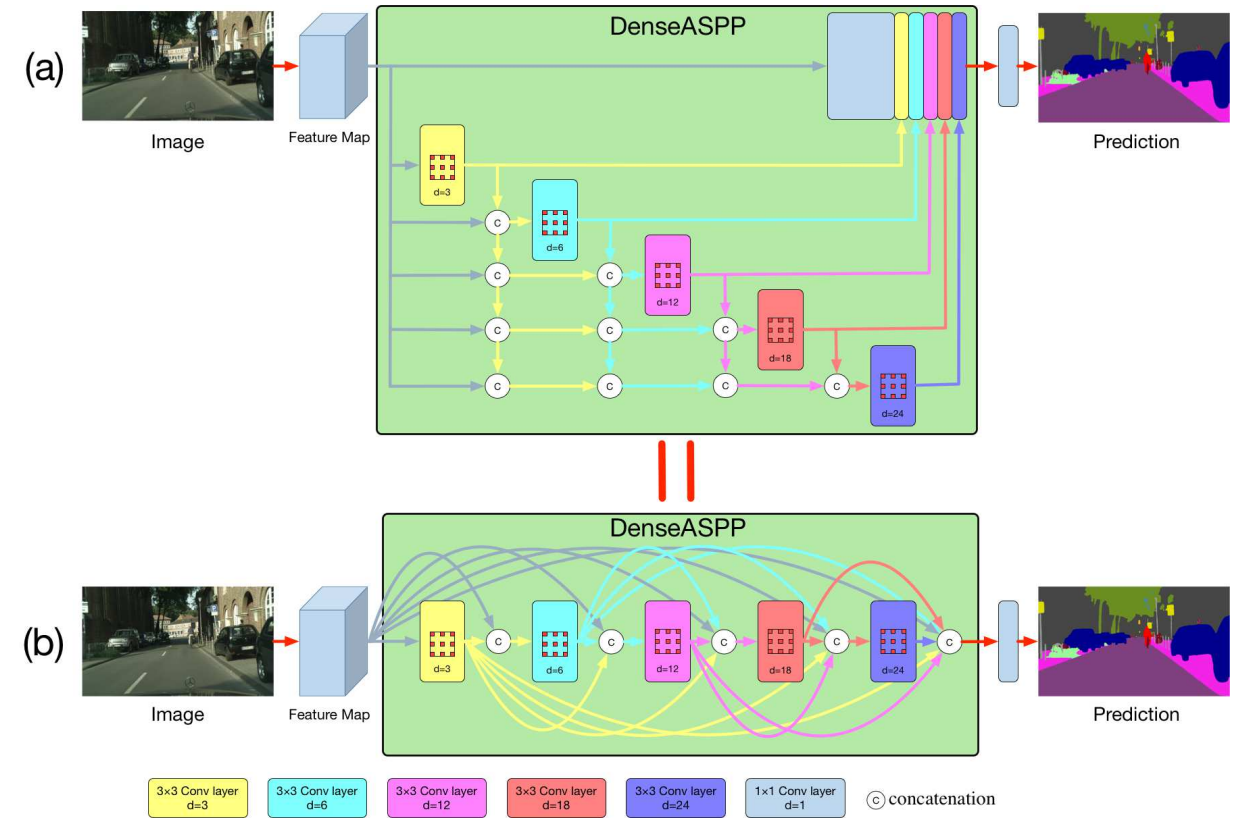 DenseASPP
(a)
Image
Feature Map
Prediction
d=3
C
d=6
C
C
d=12
C
C
C
d=18
C
C
C
C
d=24
DenseASPP
(b)
d=3
C
d=6
C
d=12
C
d=18
C
d=24
C
Image
Feature Map
Prediction
3×3 Conv layer
d=3
3×3 Conv layer
d=6
3×3 Conv layer
d=12
3×3 Conv layer
d=18
3×3 Conv layer
d=24
1×1 Conv layer
d=1
C concatenation